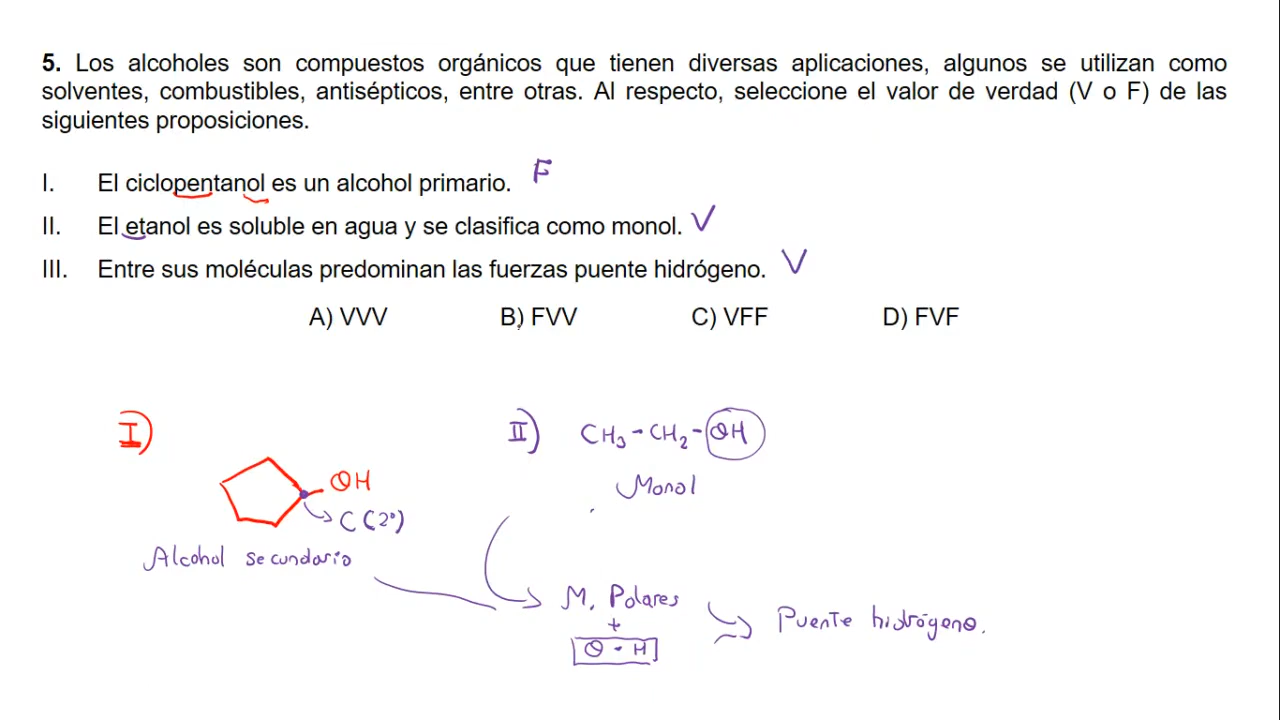 5. Los alcoholes son compuestos orgánicos que tienen diversas aplicaciones, algunos se utilizan como
solventes, combustibles, antisépticos, entre otras. Al respecto, seleccione el valor de verdad (V o F) de las
siguientes proposiciones.
I. El ciclopentanol es un alcohol primario. F
II. El etanol es soluble en agua y se clasifica como monol. V
III. Entre sus moléculas predominan las fuerzas puente hidrógeno. V
A) VVV B) FVV C) VFF D) FVF
I) II) CH3-CH2-OH
OH
Monol
C (2°)
Alcohol secundario
M. Polares
+
O-H
Puente hidrógeno.